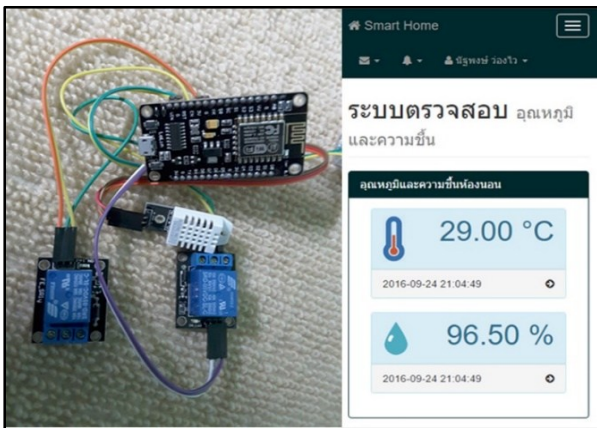 Smart Home
นัฐพงษ์ ว่องไว
ระบบตรวจสอบ อุณหภูมิ
และความชื้น
อุณหภูมิและความชื้นห้องนอน
29.00 °C
2016-09-24 21:04:49
96.50 %
2016-09-24 21:04:49